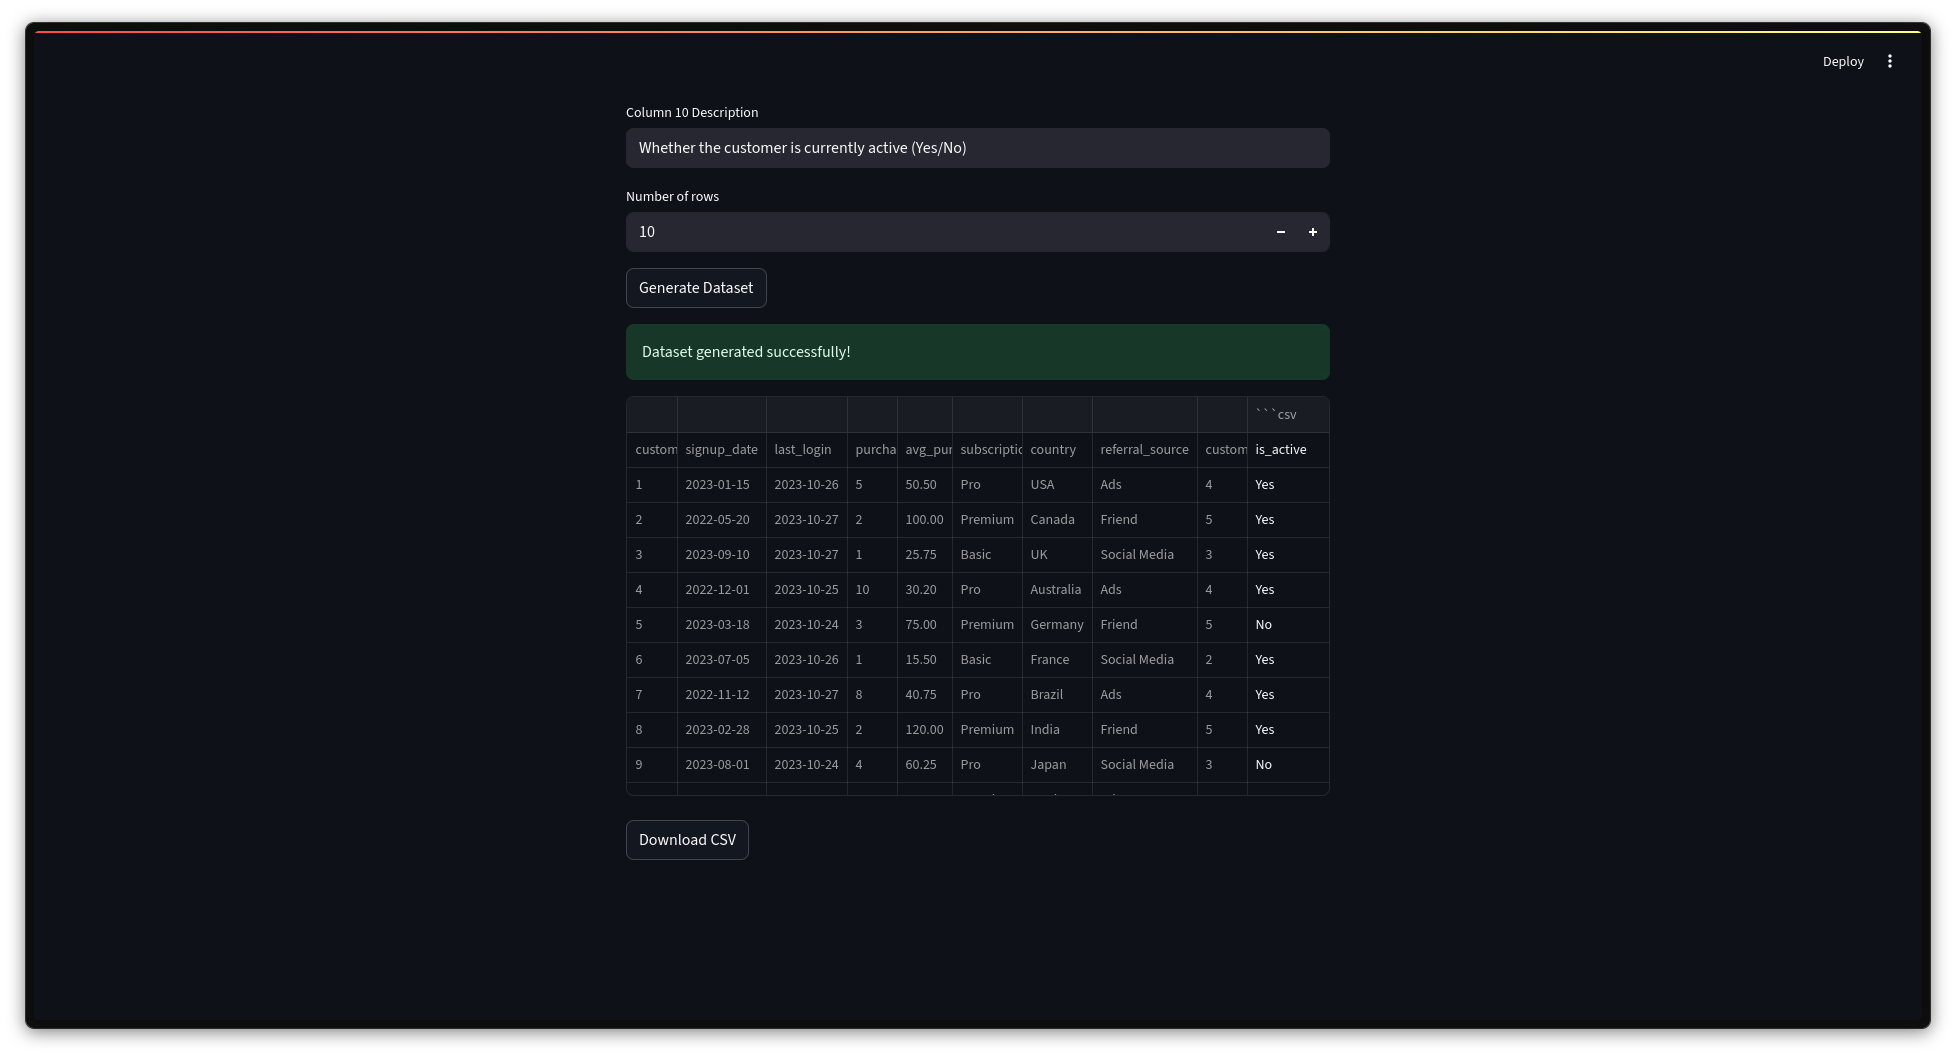 Deploy
Column 10 Description
Whether the customer is currently active (Yes/No)
Number of rows
10
Generate Dataset
Dataset generated successfully!
```csv
custom signup_date last_login purcha avg_pur subscriptic country referral_source custom is_active
1 2023-01-15 2023-10-26 5 50.50 Pro USA Ads 4 Yes
2 2022-05-20 2023-10-27 2 100.00 Premium Canada Friend 5 Yes
3 2023-09-10 2023-10-27 1 25.75 Basic UK Social Media 3 Yes
4 2022-12-01 2023-10-25 10 30.20 Pro Australia Ads 4 Yes
5 2023-03-18 2023-10-24 3 75.00 Premium Germany Friend 5 No
6 2023-07-05 2023-10-26 1 15.50 Basic France Social Media 2 Yes
7 2022-11-12 2023-10-27 8 40.75 Pro Brazil Ads 4 Yes
8 2023-02-28 2023-10-25 2 120.00 Premium India Friend 5 Yes
9 2023-08-01 2023-10-24 4 60.25 Pro Japan Social Media 3 No
Download CSV